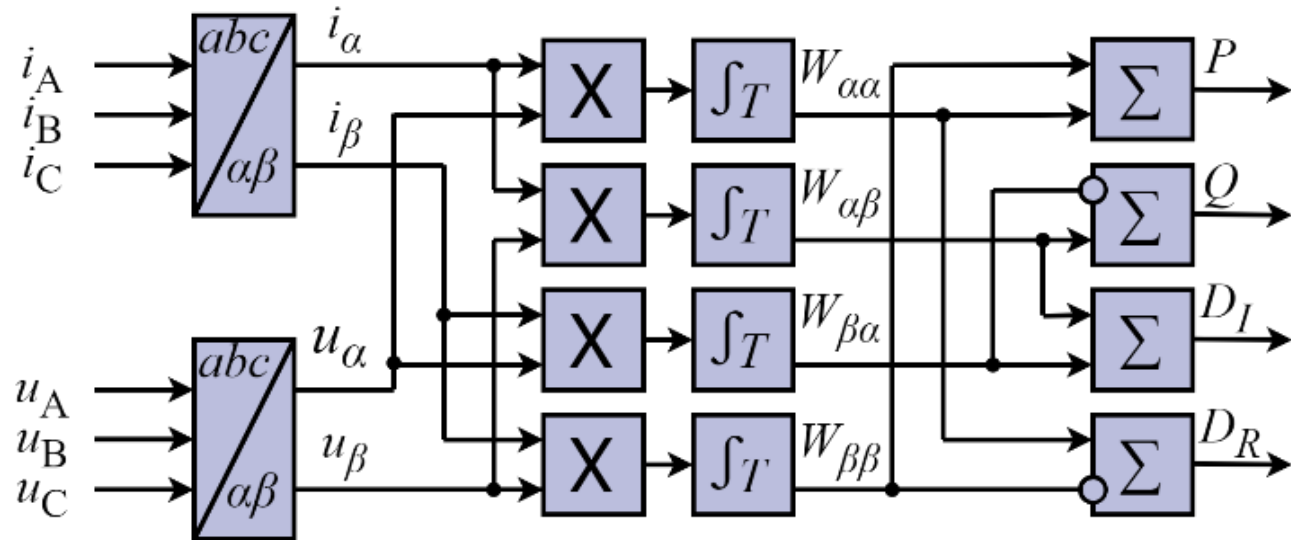 abc
αβ
i_A
i_B
i_C
i_α
i_β
abc
αβ
u_A
u_B
u_C
u_α
u_β
X
∫_T
W_αα
Σ
P
X
∫_T
W_αβ
Σ
Q
X
∫_T
W_βα
Σ
D_I
X
∫_T
W_ββ
Σ
D_R